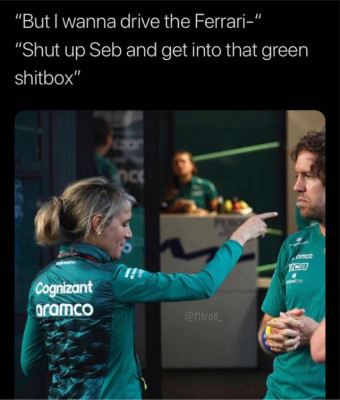 "But I wanna drive the Ferrari-"
"Shut up Seb and get into that green
shitbox"
Cognizant
aramco
@f1troll_